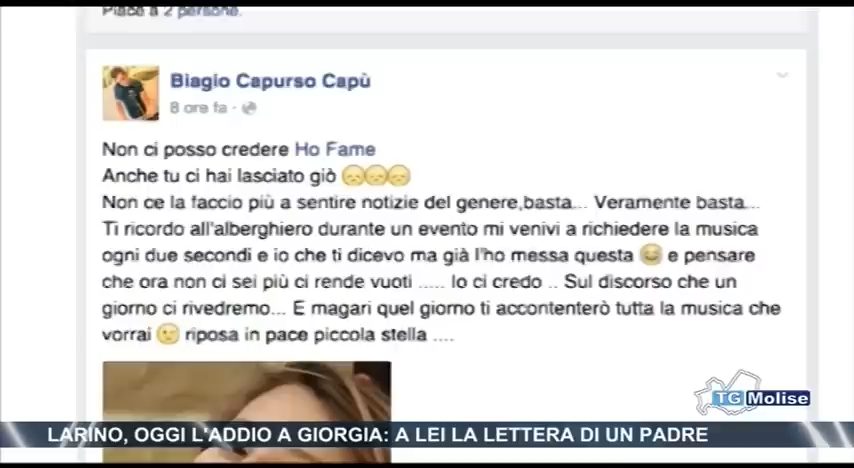 Piace a 2 persone.
Biagio Capurso Capù
8 ore fa ·
Non ci posso credere Ho Fame
Anche tu ci hai lasciato giò 😞😞😞
Non ce la faccio più a sentire notizie del genere,basta... Veramente basta...
Ti ricordo all'alberghiero durante un evento mi venivi a richiedere la musica
ogni due secondi e io che ti dicevo ma già l'ho messa questa 😄 e pensare
che ora non ci sei più ci rende vuoti ..... Io ci credo .. Sul discorso che un
giorno ci rivedremo... E magari quel giorno ti accontenterò tutta la musica che
vorrai 😉 riposa in pace piccola stella ....
TG Molise
LARINO, OGGI L'ADDIO A GIORGIA: A LEI LA LETTERA DI UN PADRE